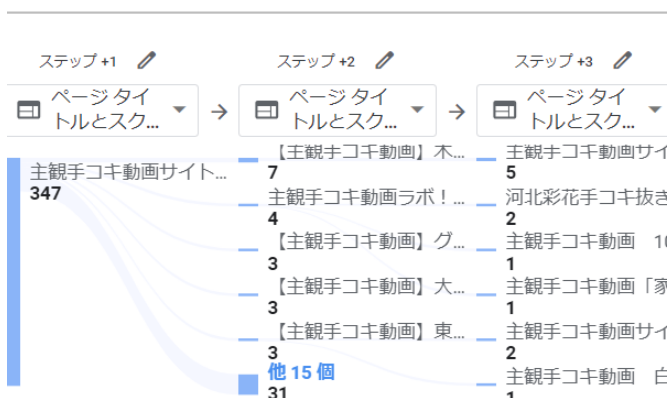 ステップ +1
ステップ +2
ステップ +3
ページ タイ
トルとスク...
ページ タイ
トルとスク...
ページ タイ
トルとスク...
主観手コキ動画サイト...
347
【主観手コキ動画】木...
7
主観手コキ動画ラボ！...
4
【主観手コキ動画】グ...
3
【主観手コキ動画】大...
3
【主観手コキ動画】東...
3
他 15 個
31
主観手コキ動画サイ
5
河北彩花手コキ抜き
2
主観手コキ動画 10
1
主観手コキ動画「家
1
主観手コキ動画サイ
2
主観手コキ動画 白
1